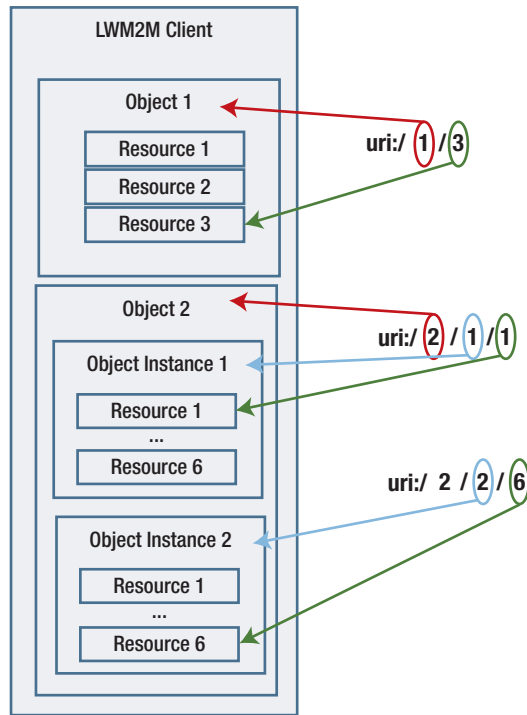 LWM2M Client
Object 1
Resource 1
Resource 2
Resource 3
uri:/ 1 / 3
Object 2
Object Instance 1
Resource 1
...
Resource 6
uri:/ 2 / 1 / 1
Object Instance 2
Resource 1
...
Resource 6
uri:/ 2 / 2 / 6